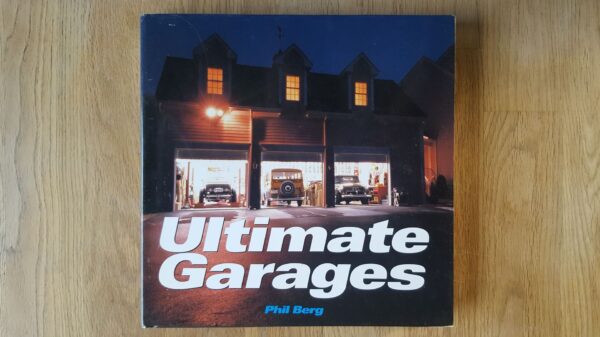 Ultimate
Garages
Phil Berg